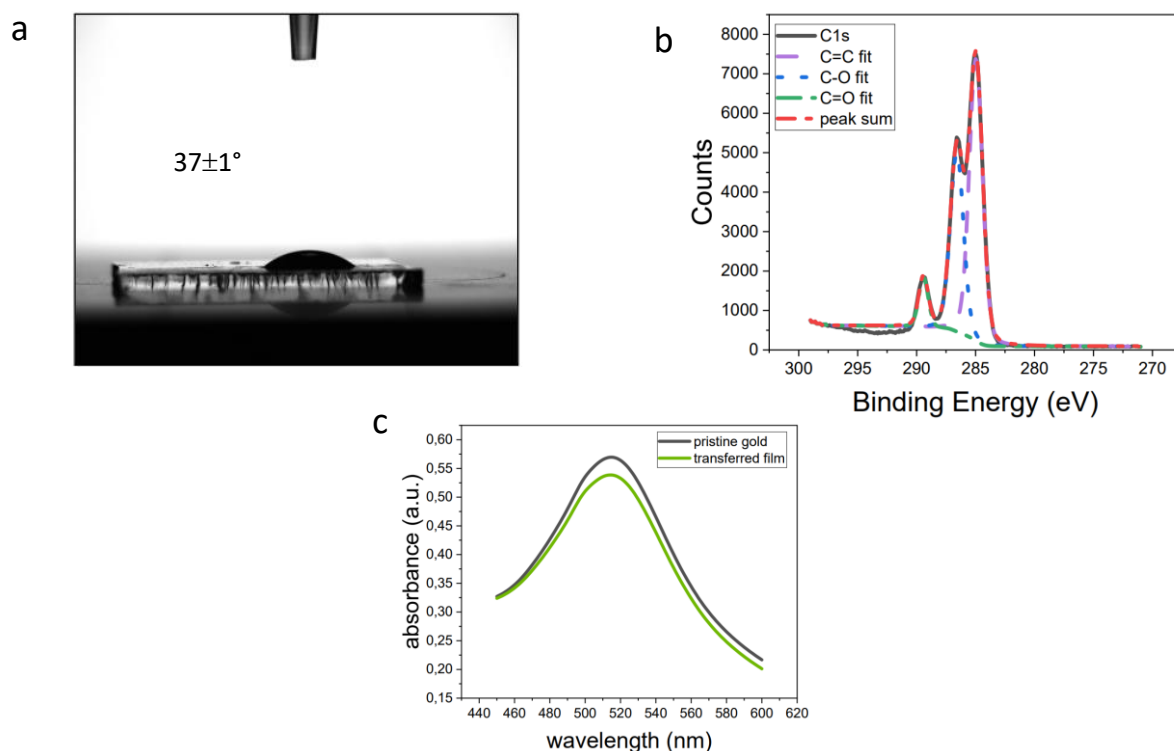 a
37±1°
b
C1s
C=C fit
C-O fit
C=O fit
peak sum
8000
7000
6000
5000
4000
3000
2000
1000
0
Counts
300 295 290 285 280 275 270
Binding Energy (eV)
c
pristine gold
transferred film
0,60
0,55
0,50
0,45
0,40
0,35
0,30
0,25
0,20
0,15
absorbance (a.u.)
440 460 480 500 520 540 560 580 600 620
wavelength (nm)